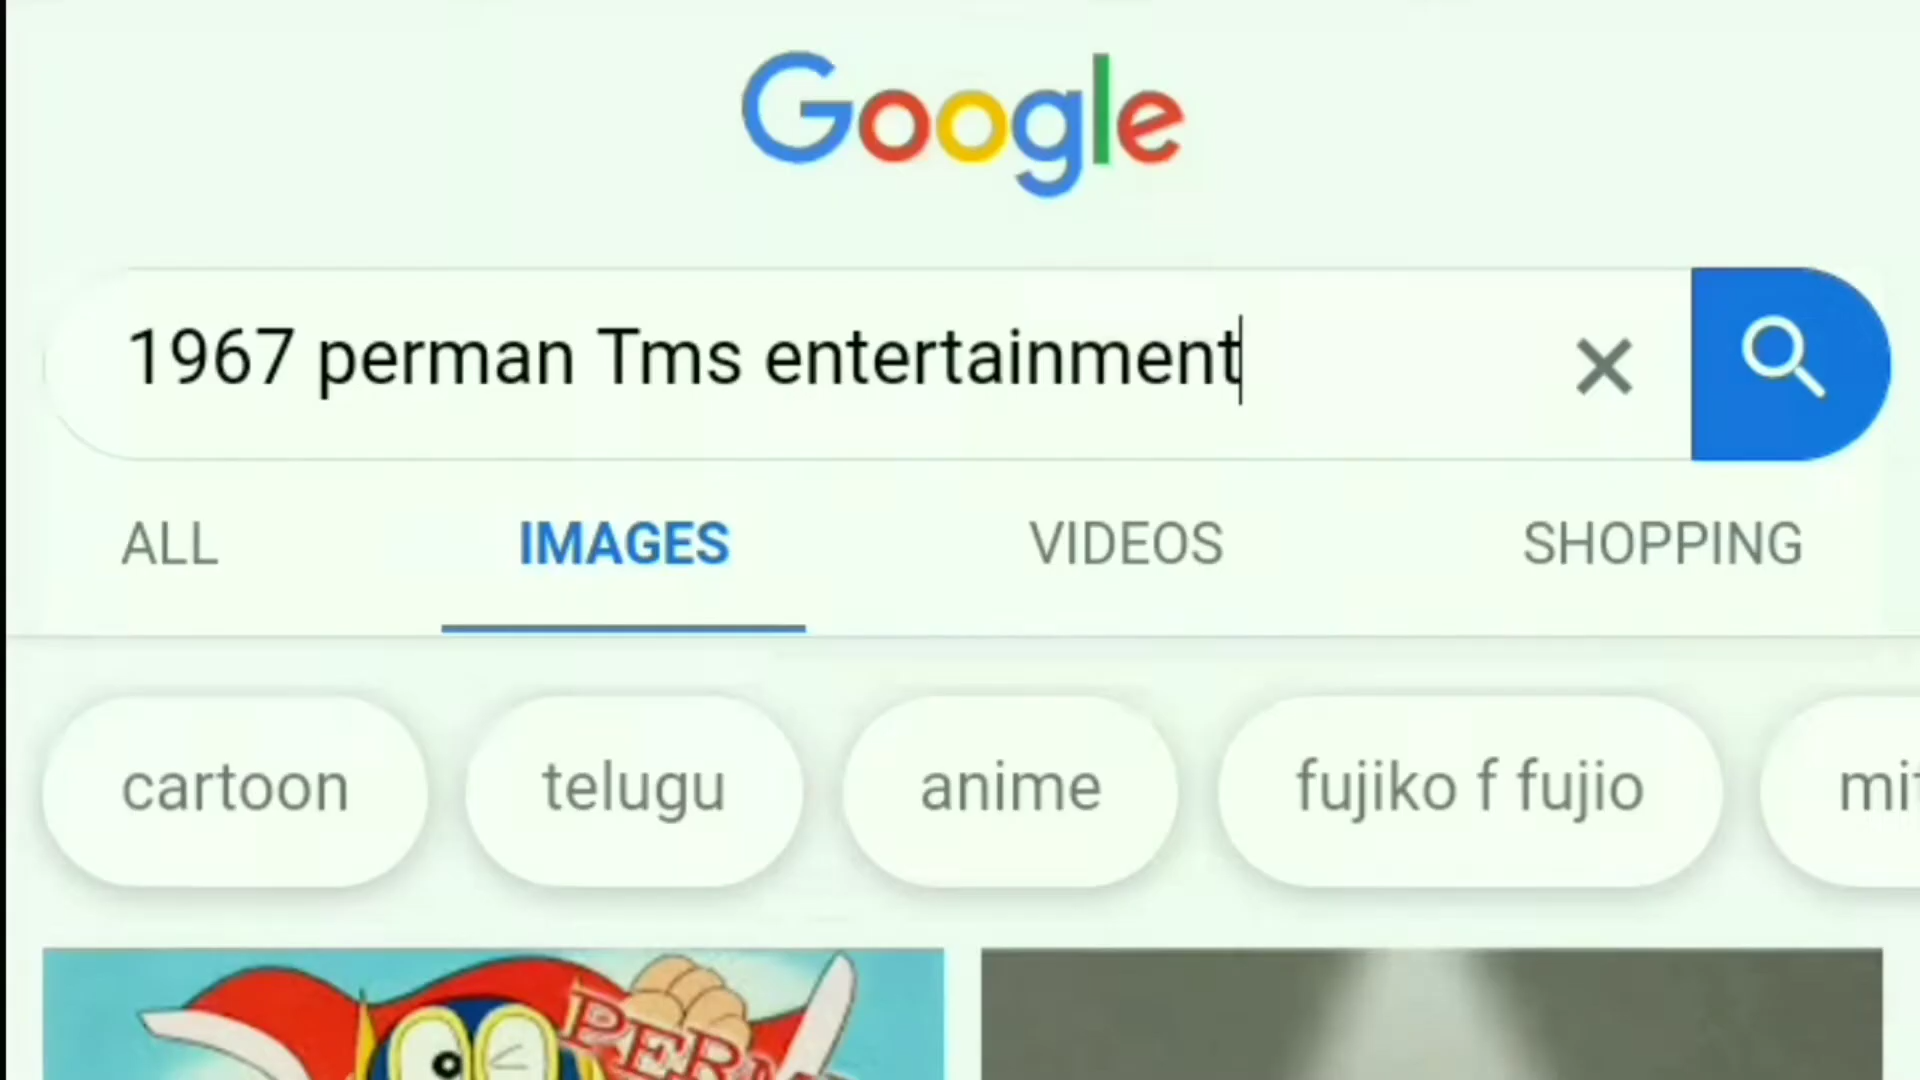 Google
1967 perman Tms entertainment
ALL IMAGES VIDEOS SHOPPING
cartoon telugu anime fujiko f fujio